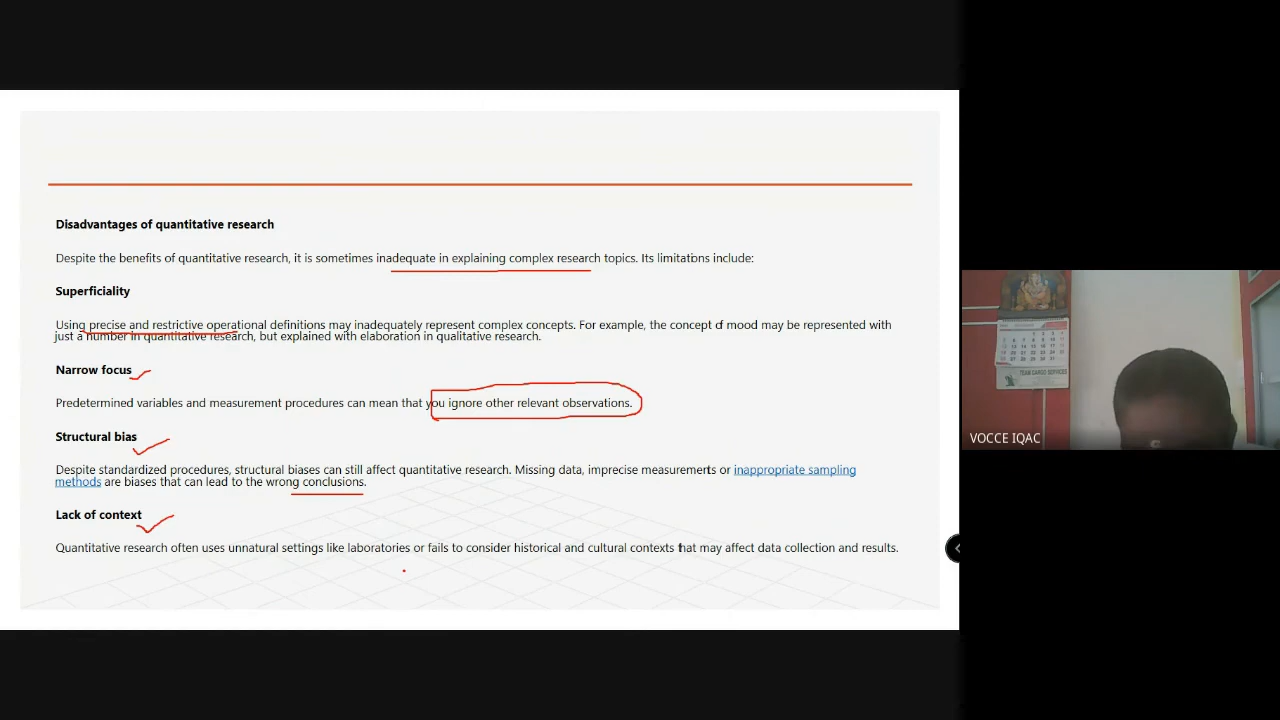 Disadvantages of quantitative research
Despite the benefits of quantitative research, it is sometimes inadequate in explaining complex research topics. Its limitations include:
Superficiality
Using precise and restrictive operational definitions may inadequately represent complex concepts. For example, the concept of mood may be represented with
just a number in quantitative research, but explained with elaboration in qualitative research.
Narrow focus
Predetermined variables and measurement procedures can mean that you ignore other relevant observations.
Structural bias
Despite standardized procedures, structural biases can still affect quantitative research. Missing data, imprecise measurements or inappropriate sampling
methods are biases that can lead to the wrong conclusions.
Lack of context
Quantitative research often uses unnatural settings like laboratories or fails to consider historical and cultural contexts that may affect data collection and results.
TEAM CARGO SERVICES
VOCCE IQAC